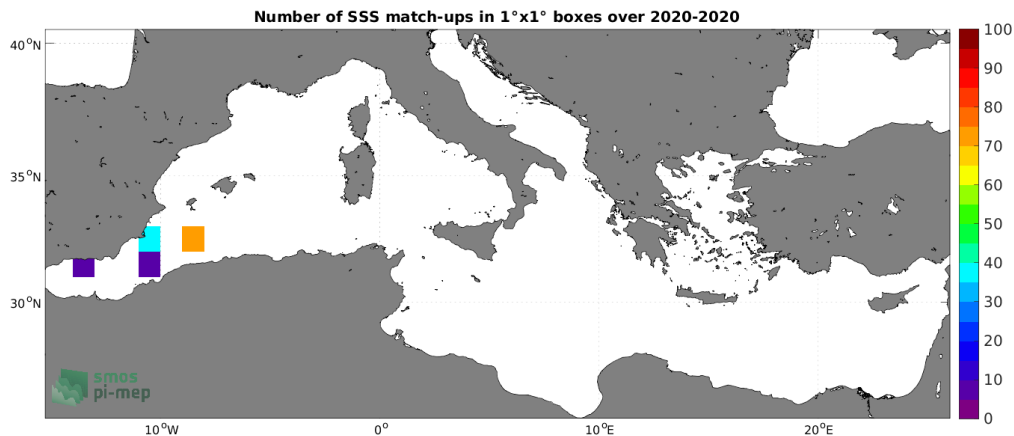 Number of SSS match-ups in 1°x1° boxes over 2020-2020
40°N
35°N
30°N
10°W
0°
10°E
20°E
100
90
80
70
60
50
40
30
20
10
0
smos
pi-mep